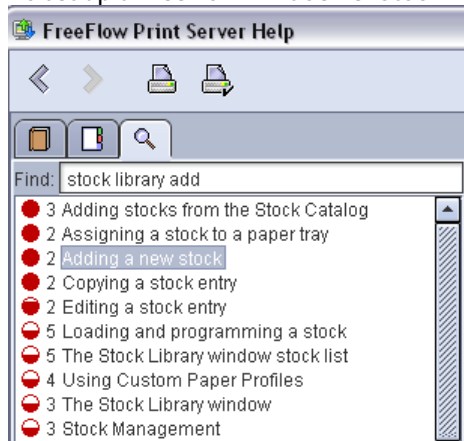 FreeFlow Print Server Help
Find: stock library add
3 Adding stocks from the Stock Catalog
2 Assigning a stock to a paper tray
2 Adding a new stock
2 Copying a stock entry
2 Editing a stock entry
5 Loading and programming a stock
5 The Stock Library window stock list
4 Using Custom Paper Profiles
3 The Stock Library window
3 Stock Management